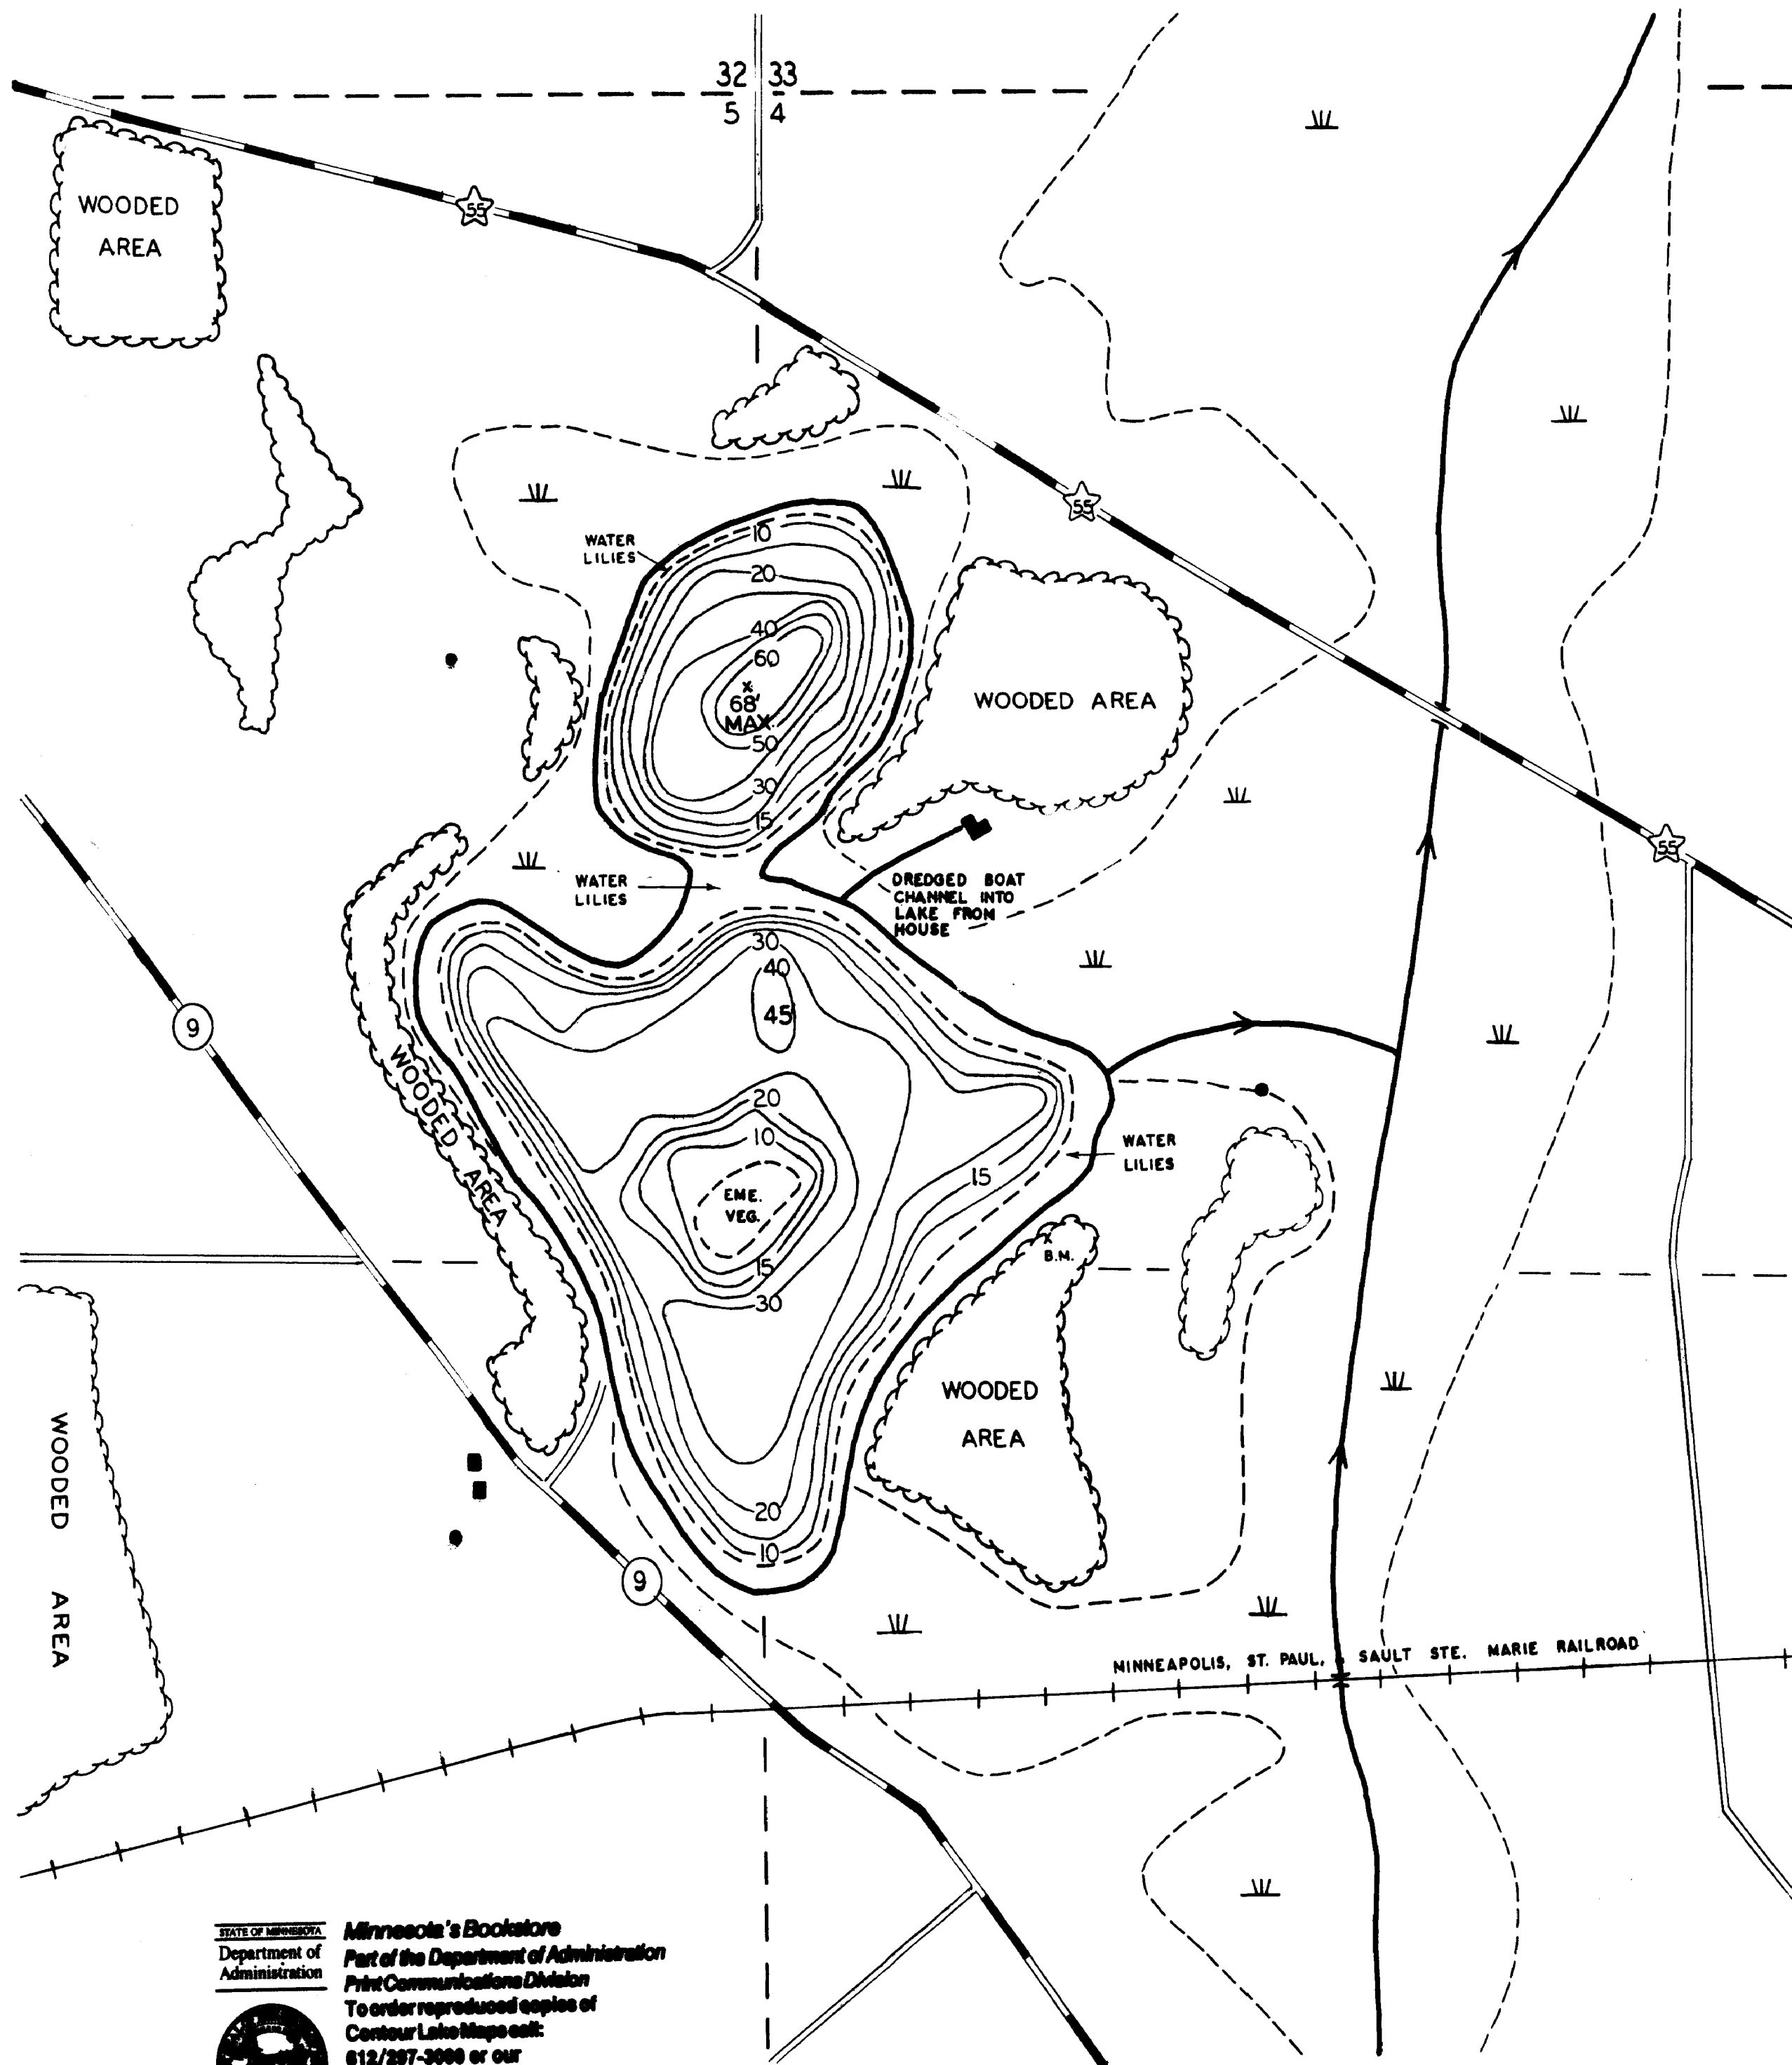 32 33
5 4
WOODED
AREA
55
WATER
LILIES
10
20
55
40
60
68'
MAX.
50
30
15
WOODED AREA
55
WATER
LILIES
DREDGED BOAT
CHANNEL INTO
LAKE FROM
HOUSE
30
40
45
9
WOODED AREA
20
10
WATER
LILIES
15
EME.
VEG.
B.M.
15
30
WOODED
AREA
WOODED AREA
20
10
9
MINNEAPOLIS, ST. PAUL, SAULT STE. MARIE RAILROAD
STATE OF MINNESOTA
Department of
Administration
Minnesota's Bookstore
Part of the Department of Administration
Print Communications Division
To order reproduced copies of
Contour Lake Maps call:
612/297-3000 or our